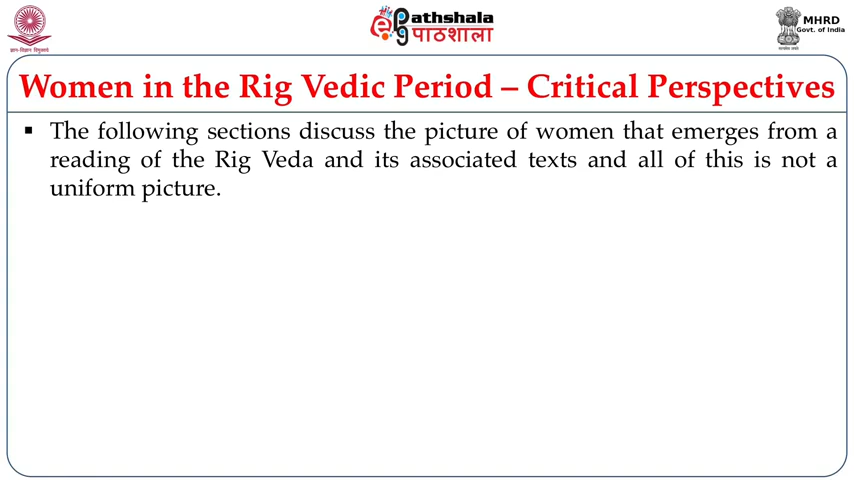 ज्ञान-विज्ञान विमुक्तये
ePathshala
पाठशाला
MHRD
Govt. of India
Women in the Rig Vedic Period – Critical Perspectives
▪ The following sections discuss the picture of women that emerges from a
reading of the Rig Veda and its associated texts and all of this is not a
uniform picture.